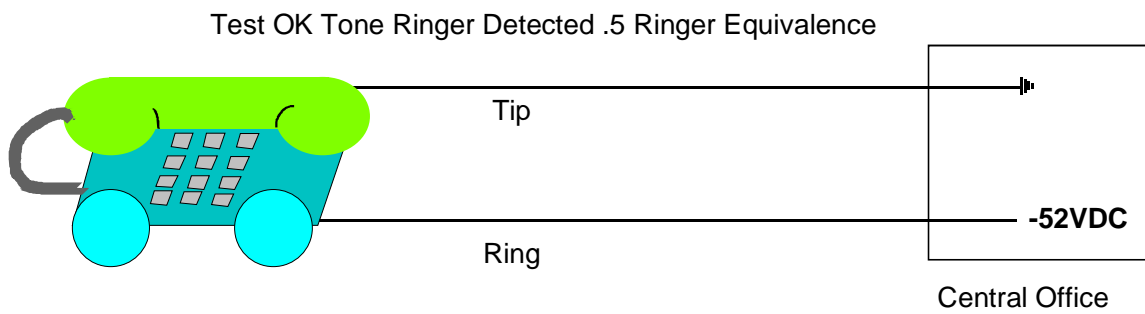 Test OK Tone Ringer Detected .5 Ringer Equivalence
Tip
-52VDC
Ring
Central Office